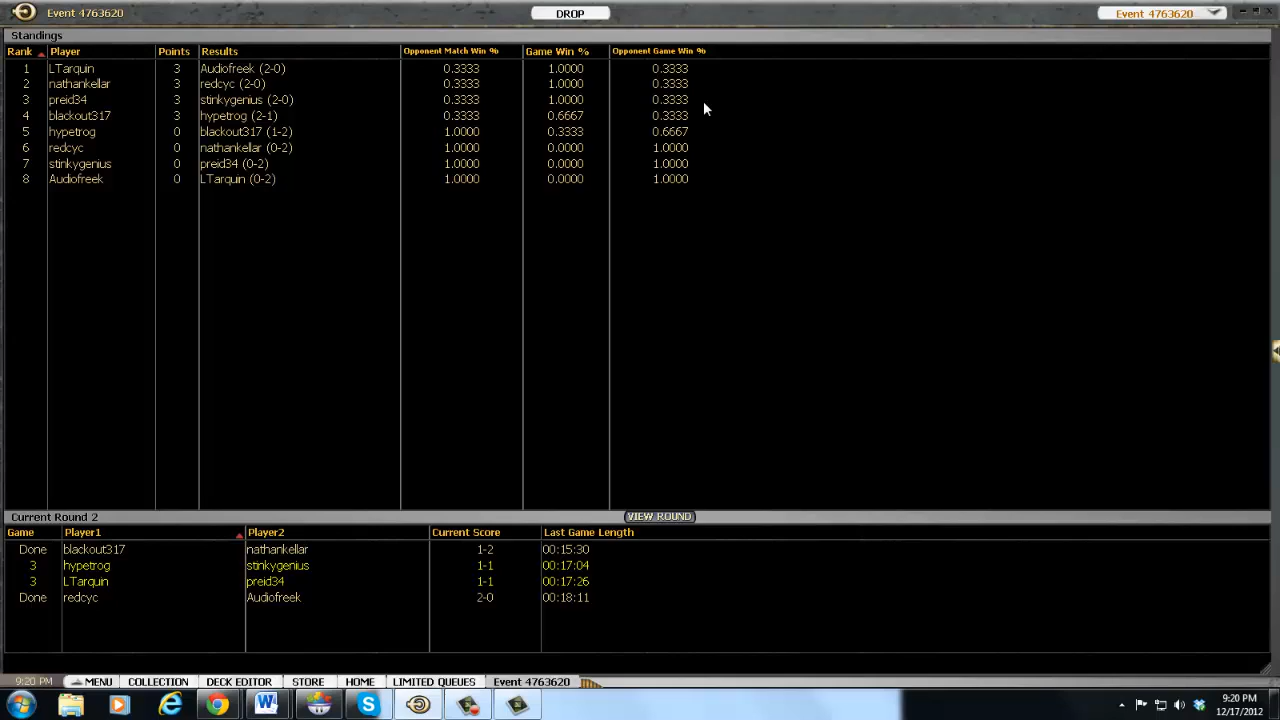 Event 4763620 DROP Event 4763620
Standings
Rank Player Points Results Opponent Match Win % Game Win % Opponent Game Win %
1 LTarquin 3 Audiofreek (2-0) 0.3333 1.0000 0.3333
2 nathankellar 3 redcyc (2-0) 0.3333 1.0000 0.3333
3 preid34 3 stinkygenius (2-0) 0.3333 1.0000 0.3333
4 blackout317 3 hypetrog (2-1) 0.3333 0.6667 0.3333
5 hypetrog 0 blackout317 (1-2) 1.0000 0.3333 0.6667
6 redcyc 0 nathankellar (0-2) 1.0000 0.0000 1.0000
7 stinkygenius 0 preid34 (0-2) 1.0000 0.0000 1.0000
8 Audiofreek 0 LTarquin (0-2) 1.0000 0.0000 1.0000
Current Round 2 VIEW ROUND
Game Player1 Player2 Current Score Last Game Length
Done blackout317 nathankellar 1-2 00:15:30
3 hypetrog stinkygenius 1-1 00:17:04
3 LTarquin preid34 1-1 00:17:26
Done redcyc Audiofreek 2-0 00:18:11
9:20 PM MENU COLLECTION DECK EDITOR STORE HOME LIMITED QUEUES Event 4763620
9:20 PM
12/17/2012